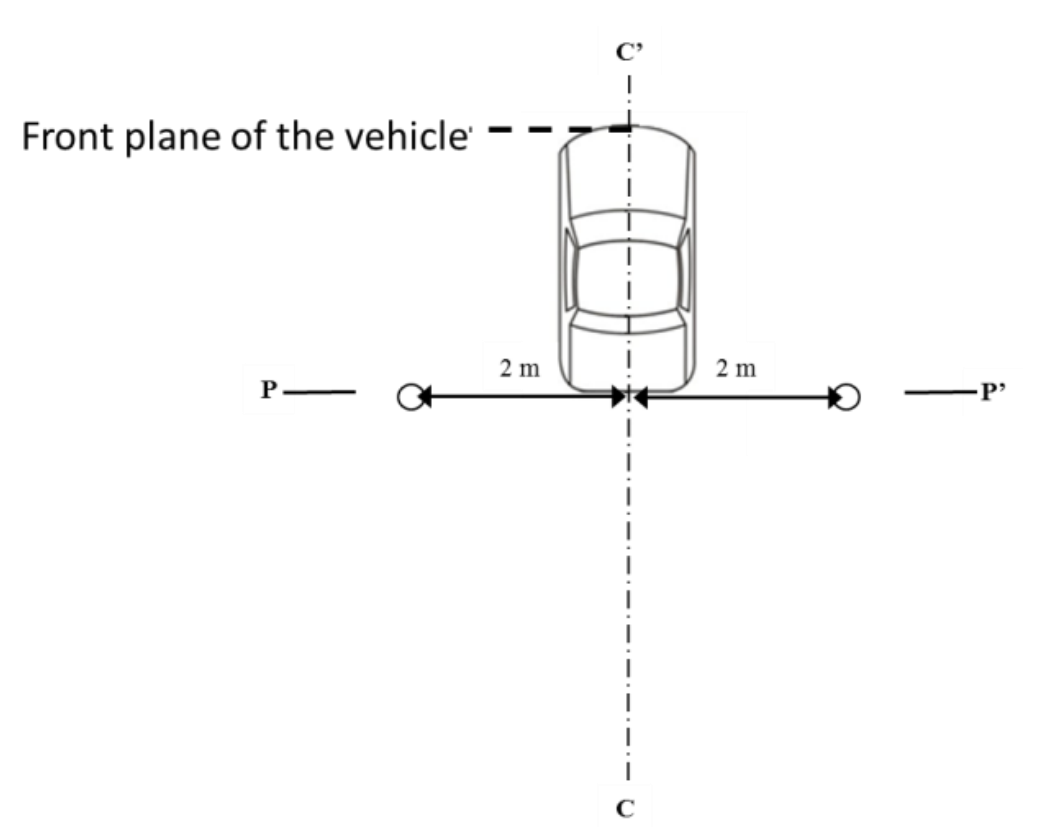 C’
Front plane of the vehicle
2 m
2 m
P
P’
C